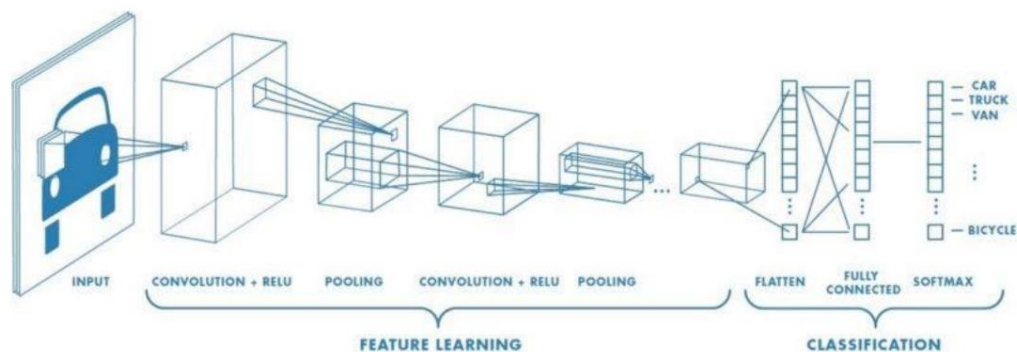 CAR
TRUCK
VAN
BICYCLE
INPUT
CONVOLUTION + RELU
POOLING
CONVOLUTION + RELU
POOLING
FLATTEN
FULLY
CONNECTED
SOFTMAX
FEATURE LEARNING
CLASSIFICATION